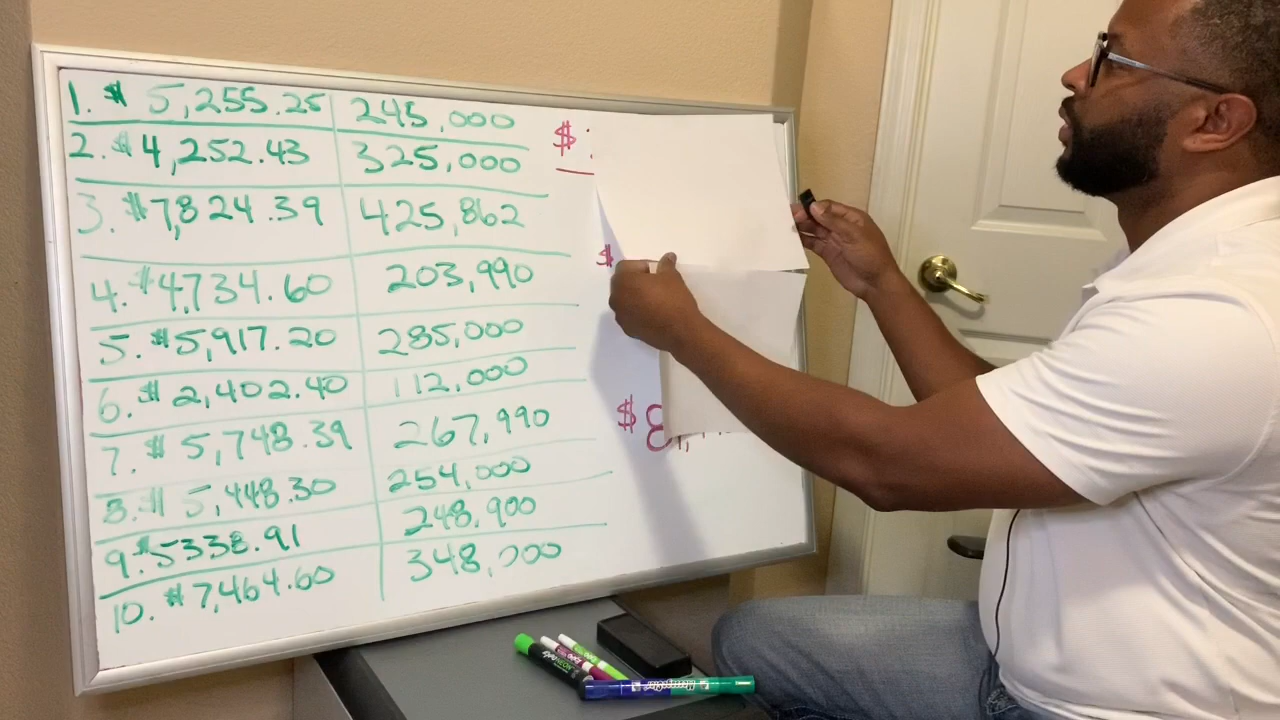 1. $ 5,255.25 245,000
2. $4,252.43 325,000
3. $7,824.39 425,862
4. $4,734.60 203,990
5. $5,917.20 285,000
6. $2,402.40 112,000
7. $5,748.39 267,990
8. $ 5,448.30 254,000
9. $5338.91 248,900
10. $7,464.60 348,000
$
$
$8